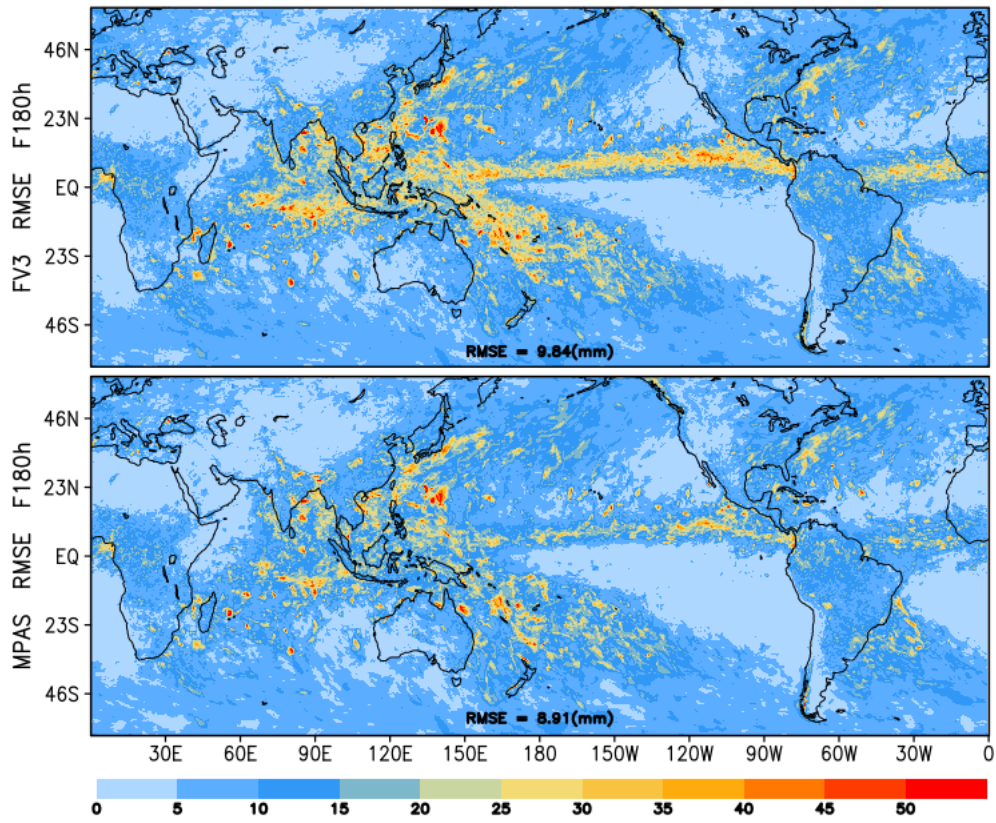 FV3 RMSE F180h
46N
23N
EQ
23S
46S
RMSE = 9.84(mm)
MPAS RMSE F180h
46N
23N
EQ
23S
46S
RMSE = 8.91(mm)
30E 60E 90E 120E 150E 180 150W 120W 90W 60W 30W 0
0 5 10 15 20 25 30 35 40 45 50